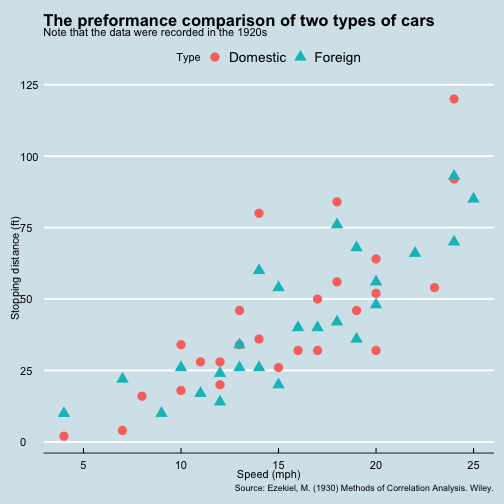 The preformance comparison of two types of cars
Note that the data were recorded in the 1920s
Type Domestic Foreign
125
100
75
50
25
0
Stopping distance (ft)
5 10 15 20 25
Speed (mph)
Source: Ezekiel, M. (1930) Methods of Correlation Analysis. Wiley.